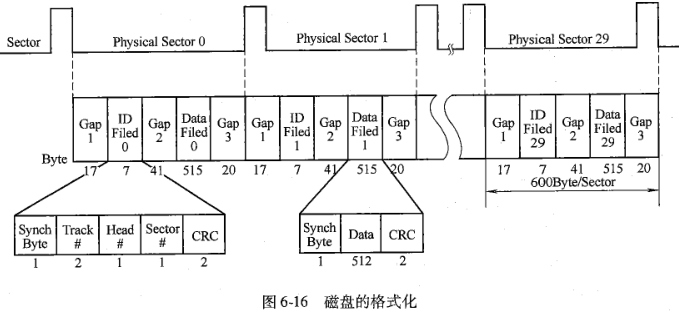 Sector Physical Sector 0 Physical Sector 1 Physical Sector 29
Gap 1 ID Filed 0 Gap 2 Data Filed 0 Gap 3 Gap 1 ID Filed 1 Gap 2 Data Filed 1 Gap 3 Gap 1 ID Filed 29 Gap 2 Data Filed 29 Gap 3
Byte 17 7 41 515 20 17 7 41 515 20 17 7 41 515 20
600Byte/Sector
Synch Byte Track # Head # Sector # CRC Synch Byte Data CRC
1 2 1 1 2 1 512 2
图 6-16 磁盘的格式化